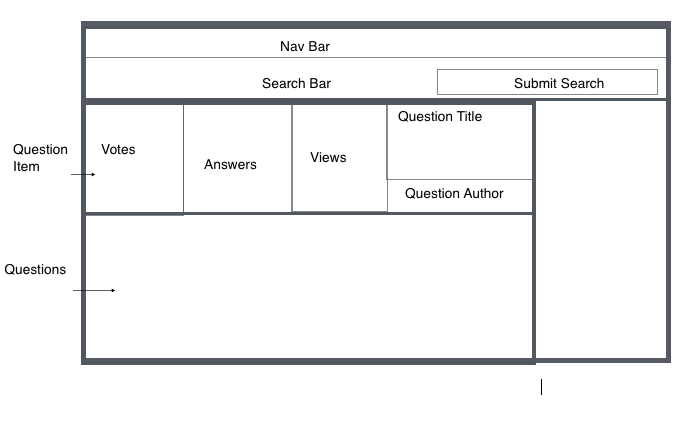 Nav Bar
Search Bar
Submit Search
Question
Item
Votes
Answers
Views
Question Title
Question Author
Questions